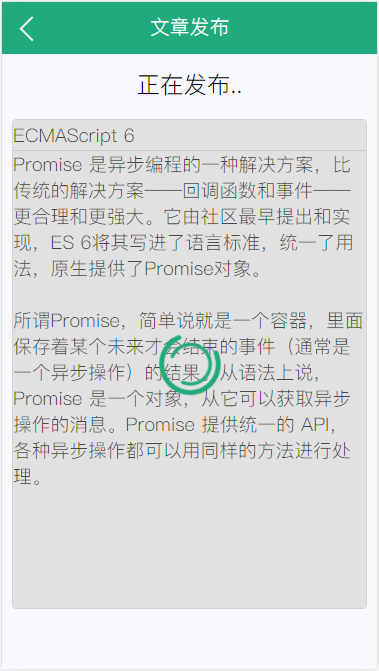 文章发布
正在发布..
ECMAScript 6
Promise 是异步编程的一种解决方案，比
传统的解决方案——回调函数和事件——
更合理和更强大。它由社区最早提出和实
现，ES 6将其写进了语言标准，统一了用
法，原生提供了Promise对象。
所谓Promise，简单说就是一个容器，里面
保存着某个未来才会结束的事件（通常是
一个异步操作）的结果。从语法上说，
Promise 是一个对象，从它可以获取异步
操作的消息。Promise 提供统一的 API，
各种异步操作都可以用同样的方法进行处
理。